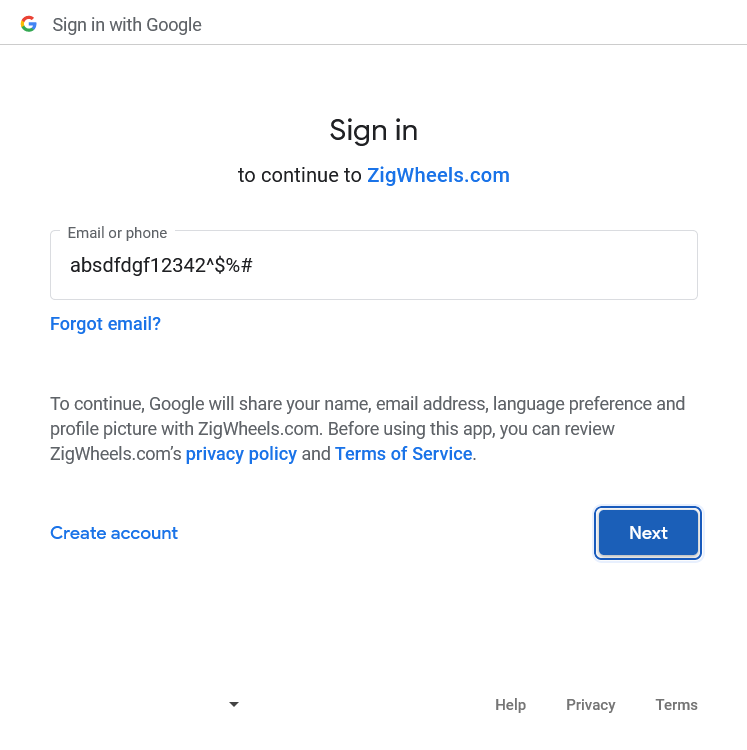 Sign in with Google
Sign in
to continue to ZigWheels.com
Email or phone
absdfdgf12342^$%#
Forgot email?
To continue, Google will share your name, email address, language preference and
profile picture with ZigWheels.com. Before using this app, you can review
ZigWheels.com’s privacy policy and Terms of Service.
Create account
Next
Help
Privacy
Terms